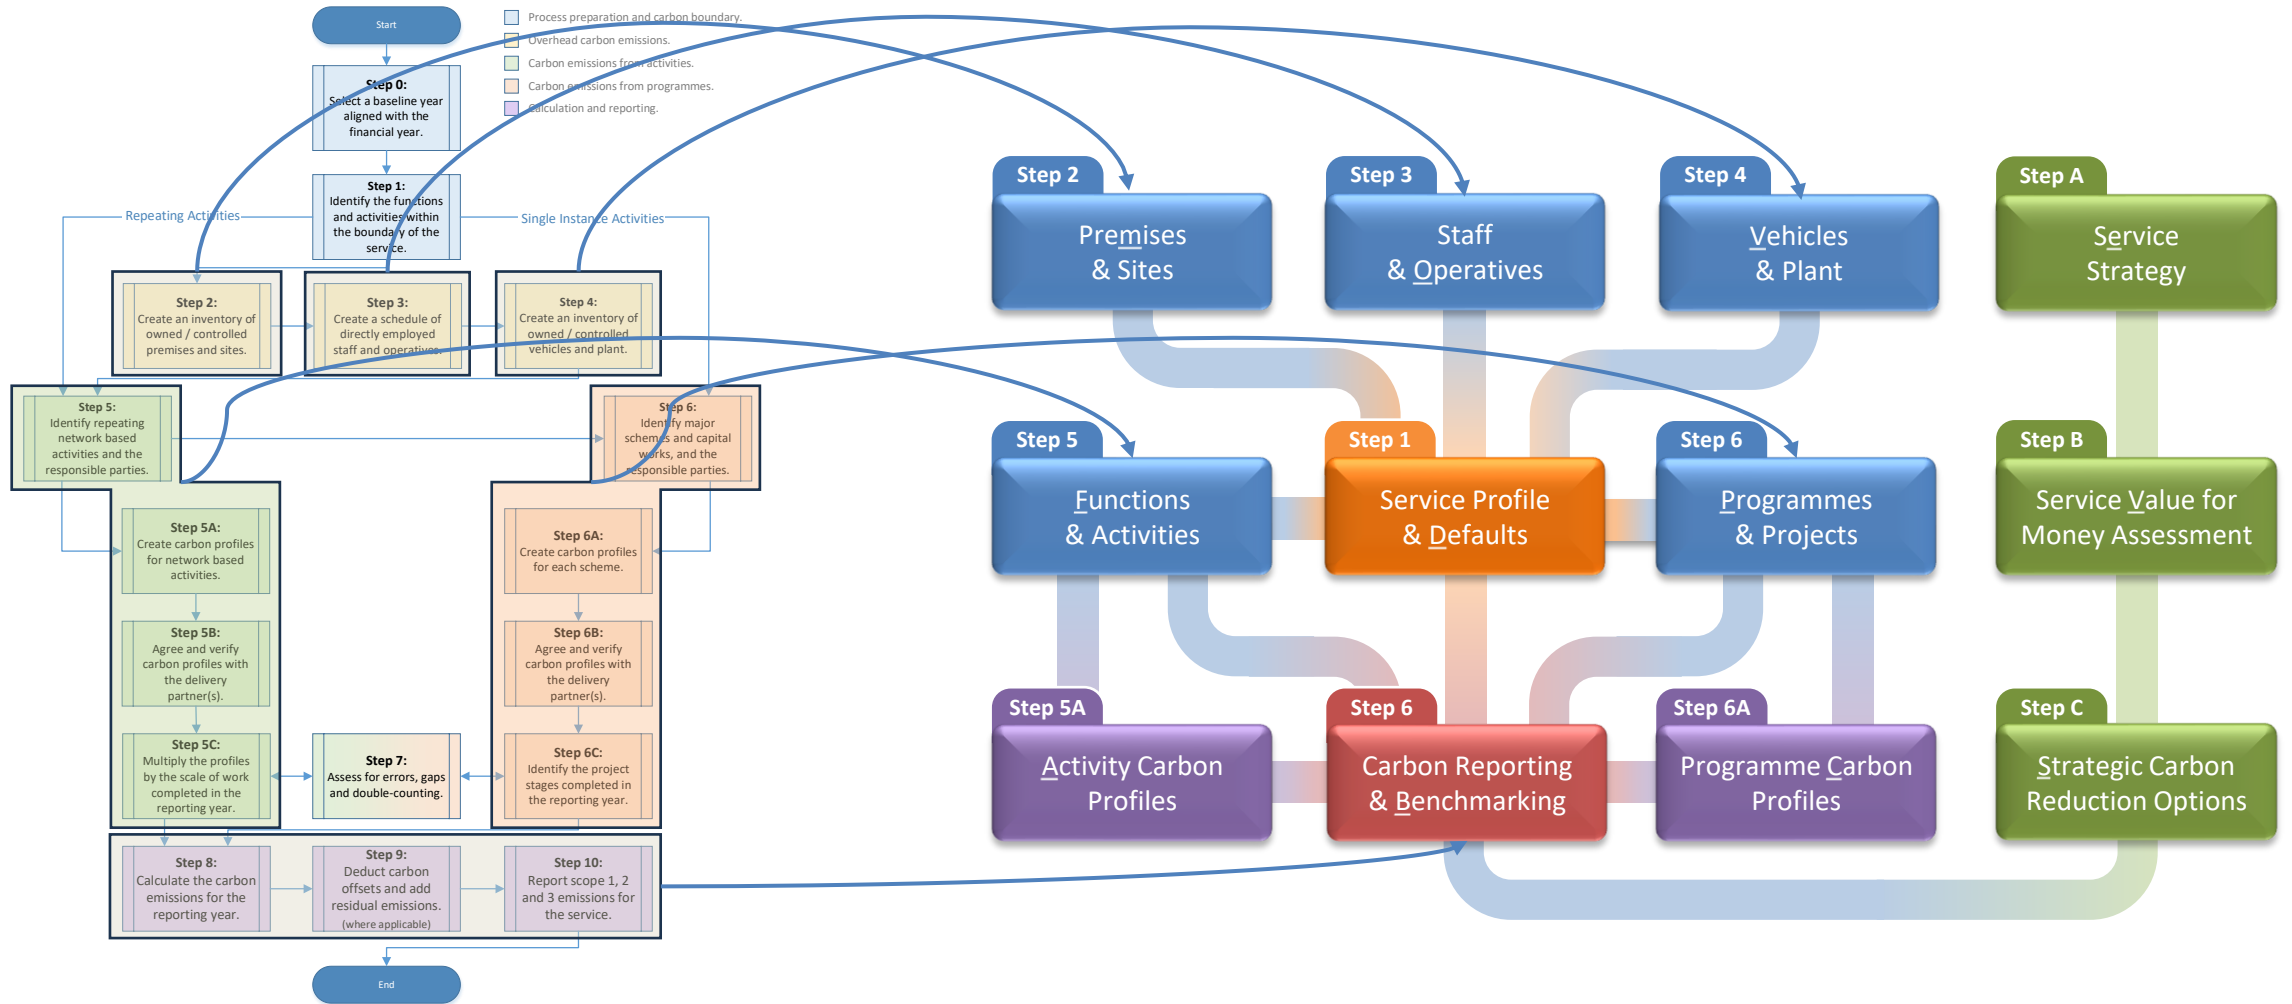 Start
Process preparation and carbon boundary.
Overhead carbon emissions.
Carbon emissions from activities.
Carbon emissions from programmes.
Calculation and reporting.
Step 0:
Select a baseline year
aligned with the
financial year.
Step 1:
Identify the functions
and activities within
the boundary of the
service.
Repeating Activities
Single Instance Activities
Step 2:
Create an inventory of
owned / controlled
premises and sites.
Step 3:
Create a schedule of
directly employed
staff and operatives.
Step 4:
Create an inventory of
owned / controlled
vehicles and plant.
Step 5:
Identify repeating
network based
activities and the
responsible parties.
Step 6:
Identify major
schemes and capital
works, and the
responsible parties.
Step 5A:
Create carbon profiles
for network based
activities.
Step 6A:
Create carbon profiles
for each scheme.
Step 5B:
Agree and verify
carbon profiles with
the delivery
partner(s).
Step 6B:
Agree and verify
carbon profiles with
the delivery
partner(s).
Step 5C:
Multiply the profiles
by the scale of work
completed in the
reporting year.
Step 7:
Assess for errors, gaps
and double-counting.
Step 6C:
Identify the project
stages completed in
the reporting year.
Step 8:
Calculate the carbon
emissions for the
reporting year.
Step 9:
Deduct carbon
offsets and add
residual emissions.
(where applicable)
Step 10:
Report scope 1, 2
and 3 emissions for
the service.
End
Step 2
Premises
& Sites
Step 3
Staff
& Operatives
Step 4
Vehicles
& Plant
Step A
Service
Strategy
Step 5
Functions
& Activities
Step 1
Service Profile
& Defaults
Step 6
Programmes
& Projects
Step B
Service Value for
Money Assessment
Step 5A
Activity Carbon
Profiles
Step 6
Carbon Reporting
& Benchmarking
Step 6A
Programme Carbon
Profiles
Step C
Strategic Carbon
Reduction Options